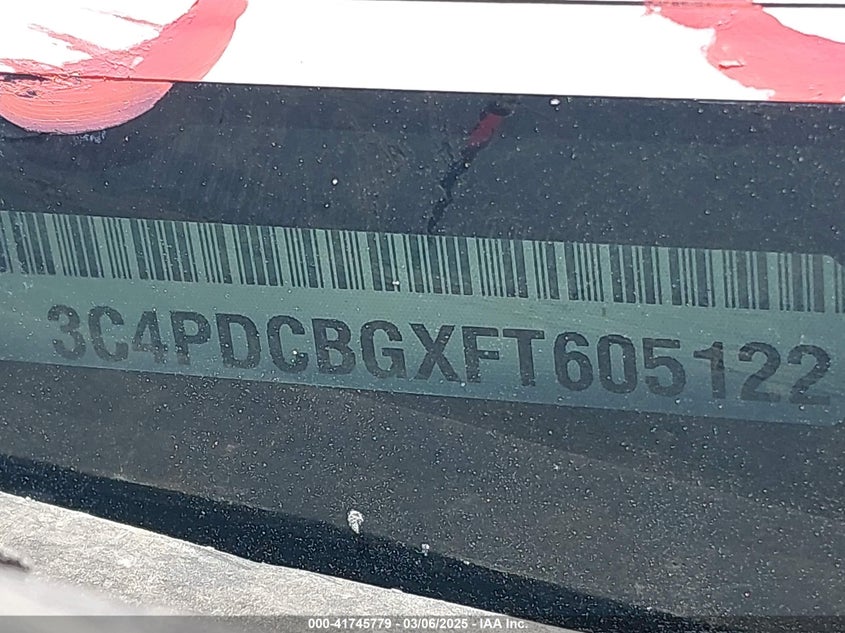 3C4PDCBGXFT605122
000-41745779 | 03/06/2025 - IAA Inc.